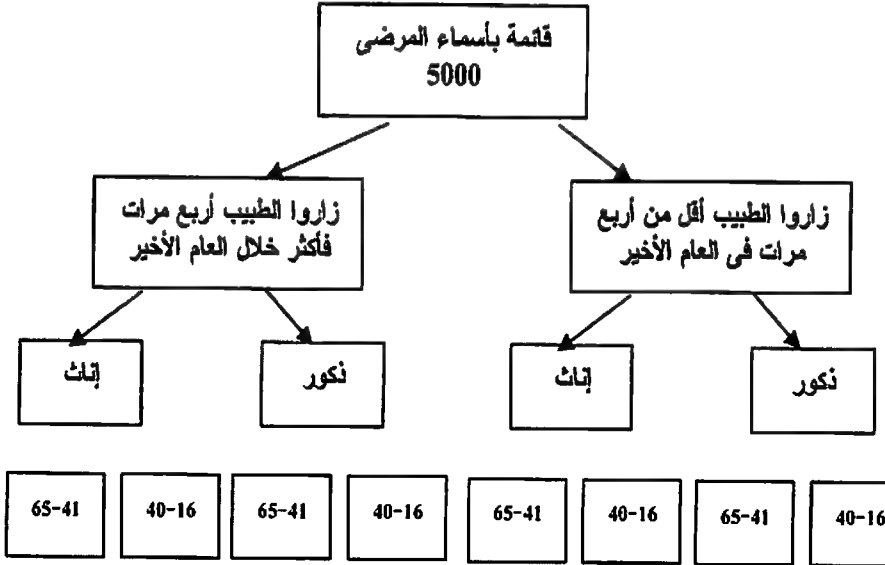 قائمة بأسماء المرضى
5000
زاروا الطبيب أقل من أربع
مرات فى العام الأخير
زاروا الطبيب أربع مرات
فأكثر خلال العام الأخير
ذكور
إناث
ذكور
إناث
40-16
65-41
40-16
65-41
40-16
65-41
40-16
65-41